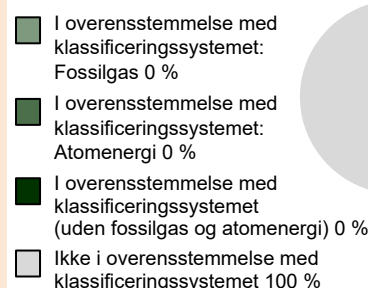 I overensstemmelse med
klassificeringssystemet:
Fossilgas 0 %
I overensstemmelse med
klassificeringssystemet:
Atomenergi 0 %
I overensstemmelse med
klassificeringssystemet
(uden fossilgas og atomenergi) 0 %
Ikke i overensstemmelse med
klassificeringssystemet 100 %